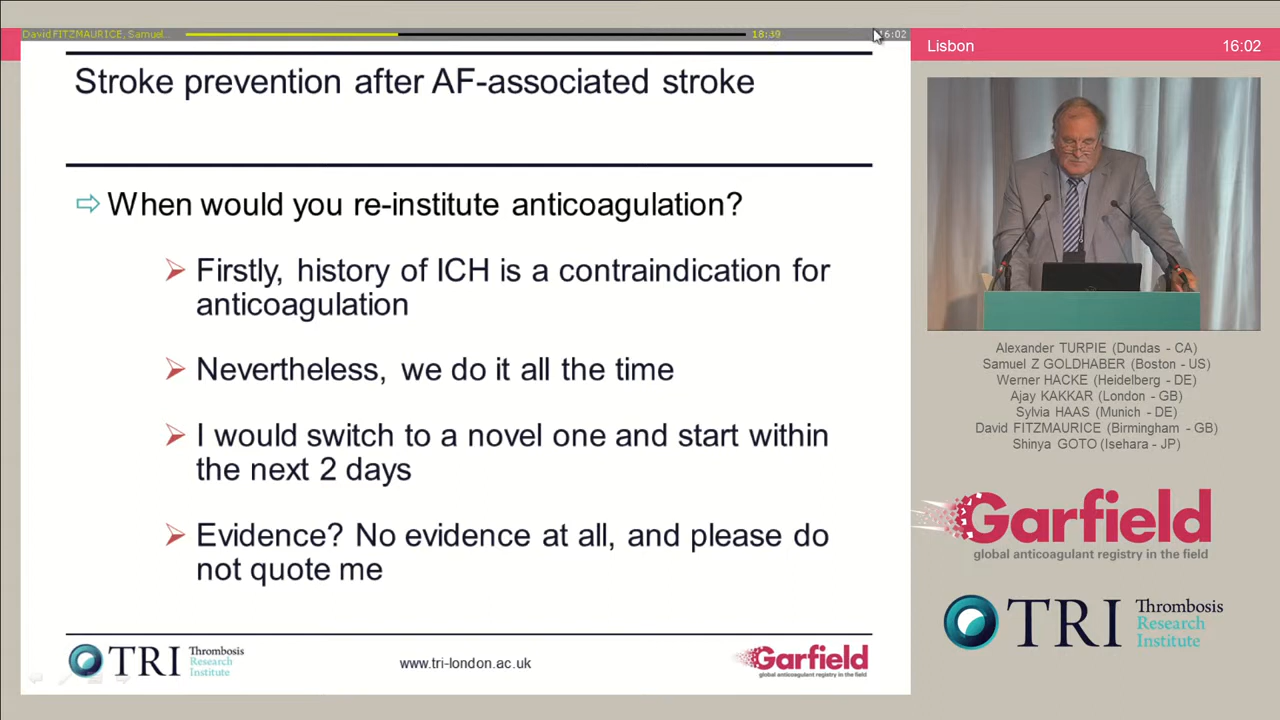 David FITZMAURICE, Samuel...
18:39
16:02
Lisbon
16:02
Stroke prevention after AF-associated stroke
When would you re-institute anticoagulation?
Firstly, history of ICH is a contraindication for
anticoagulation
Nevertheless, we do it all the time
I would switch to a novel one and start within
the next 2 days
Evidence? No evidence at all, and please do
not quote me
TRI Thrombosis
Research
Institute
www.tri-london.ac.uk
Garfield
global anticoagulant registry in the field
Alexander TURPIE (Dundas - CA)
Samuel Z GOLDHABER (Boston - US)
Werner HACKE (Heidelberg - DE)
Ajay KAKKAR (London - GB)
Sylvia HAAS (Munich - DE)
David FITZMAURICE (Birmingham - GB)
Shinya GOTO (Isehara - JP)
Garfield
global anticoagulant registry in the field
TRI Thrombosis
Research
Institute